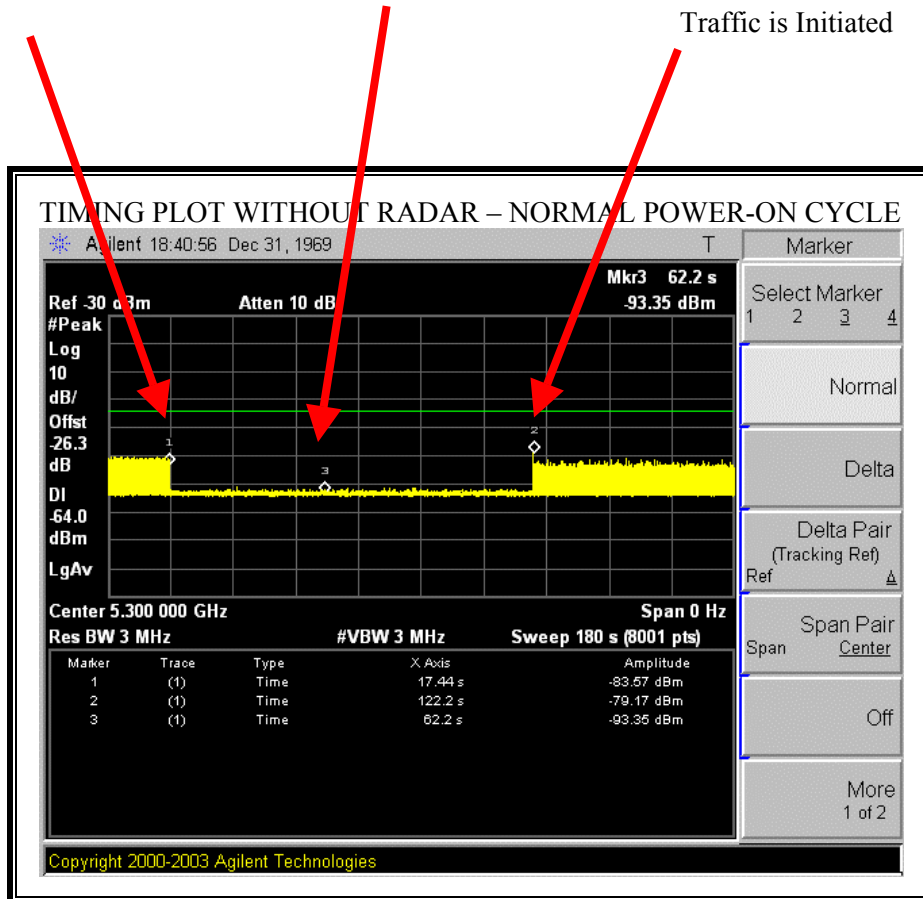 Traffic is Initiated
TIMING PLOT WITHOUT RADAR – NORMAL POWER-ON CYCLE
Agilent 18:40:56 Dec 31, 1969 T
Mkr3 62.2 s
Ref -30 dBm Atten 10 dB -93.35 dBm
#Peak
Log
10
dB/
Offst
-26.3
dB
DI
-64.0
dBm
LgAv
1
2
3
Center 5.300 000 GHz Span 0 Hz
Res BW 3 MHz #VBW 3 MHz Sweep 180 s (8001 pts)
Marker Trace Type X Axis Amplitude
1 (1) Time 17.44 s -83.57 dBm
2 (1) Time 122.2 s -79.17 dBm
3 (1) Time 62.2 s -93.35 dBm
Marker
Select Marker
1 2 3 4
Normal
Delta
Delta Pair
(Tracking Ref)
Ref Δ
Span Pair
Span Center
Off
More
1 of 2
Copyright 2000-2003 Agilent Technologies